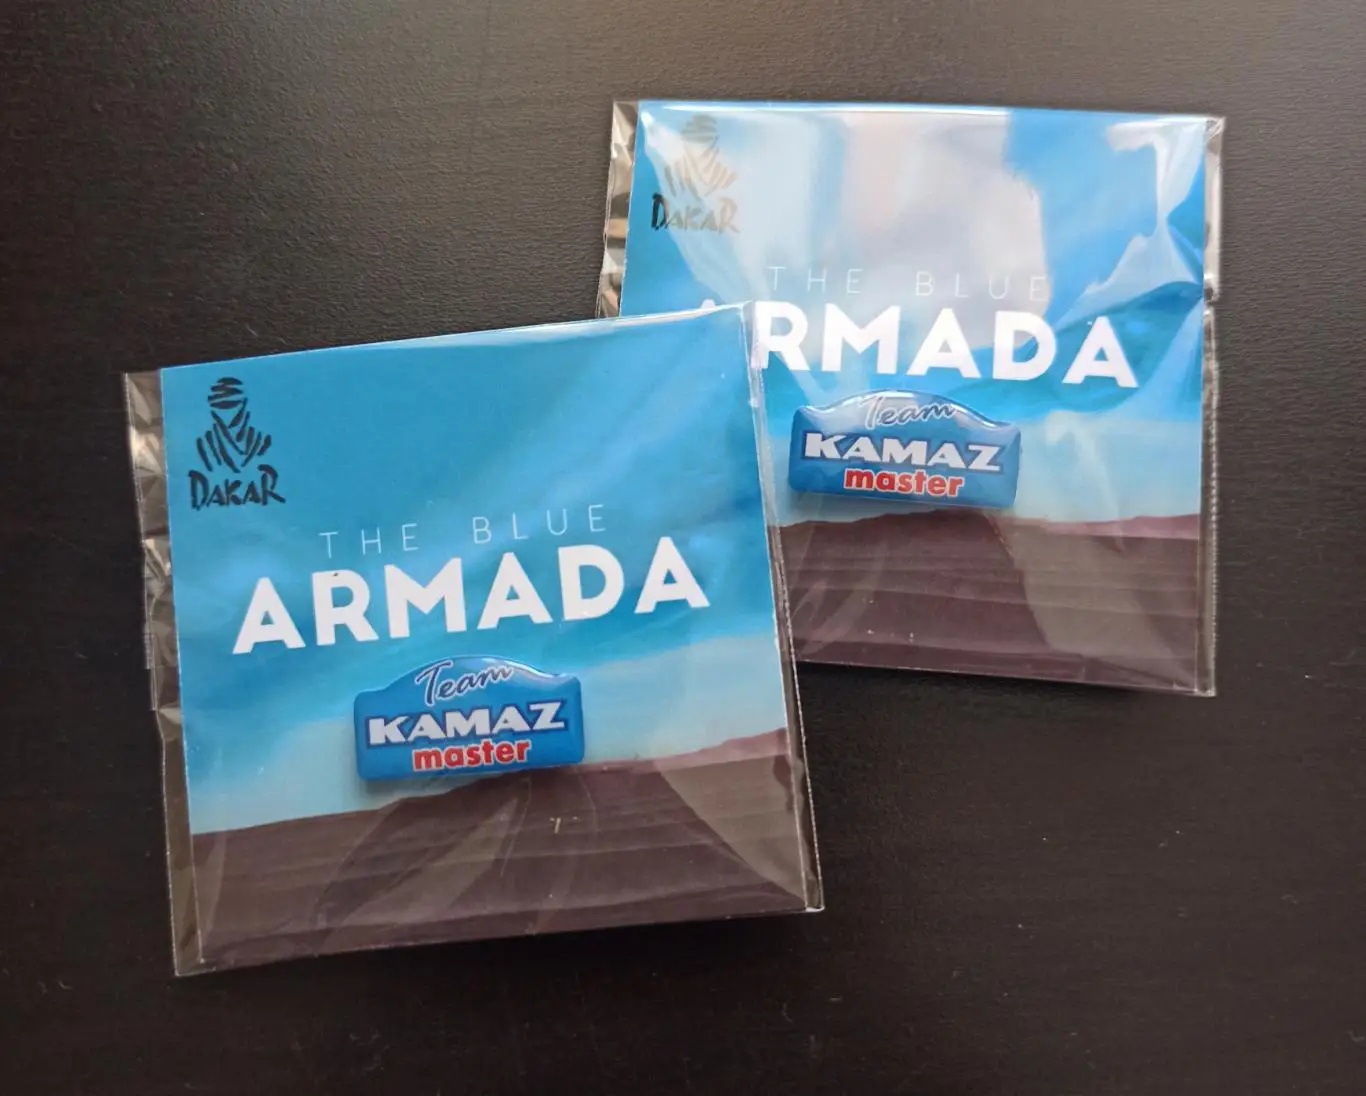 DAKAR
THE BLUE
ARMADA
Team
KAMAZ
master
DAKAR
THE BLUE
ARMADA
Team
KAMAZ
master